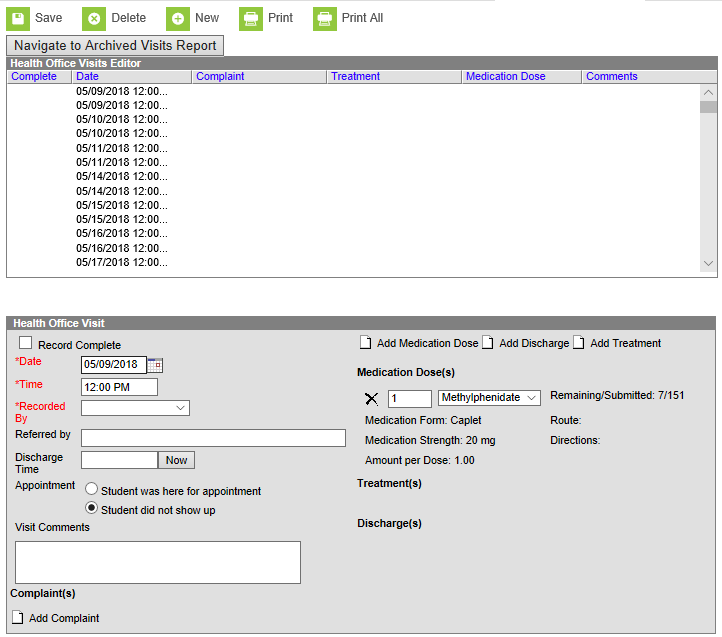 Save Delete New Print Print All
Navigate to Archived Visits Report
Health Office Visits Editor
Complete Date Complaint Treatment Medication Dose Comments
05/09/2018 12:00...
05/09/2018 12:00...
05/10/2018 12:00...
05/10/2018 12:00...
05/11/2018 12:00...
05/11/2018 12:00...
05/14/2018 12:00...
05/14/2018 12:00...
05/15/2018 12:00...
05/15/2018 12:00...
05/16/2018 12:00...
05/16/2018 12:00...
05/17/2018 12:00...
Health Office Visit
Record Complete
*Date 05/09/2018
*Time 12:00 PM
*Recorded
By
Referred by
Discharge
Time Now
Appointment Student was here for appointment
Student did not show up
Visit Comments
Complaint(s)
Add Complaint
Add Medication Dose Add Discharge Add Treatment
Medication Dose(s)
1 Methylphenidate Remaining/Submitted: 7/151
Medication Form: Caplet Route:
Medication Strength: 20 mg Directions:
Amount per Dose: 1.00
Treatment(s)
Discharge(s)